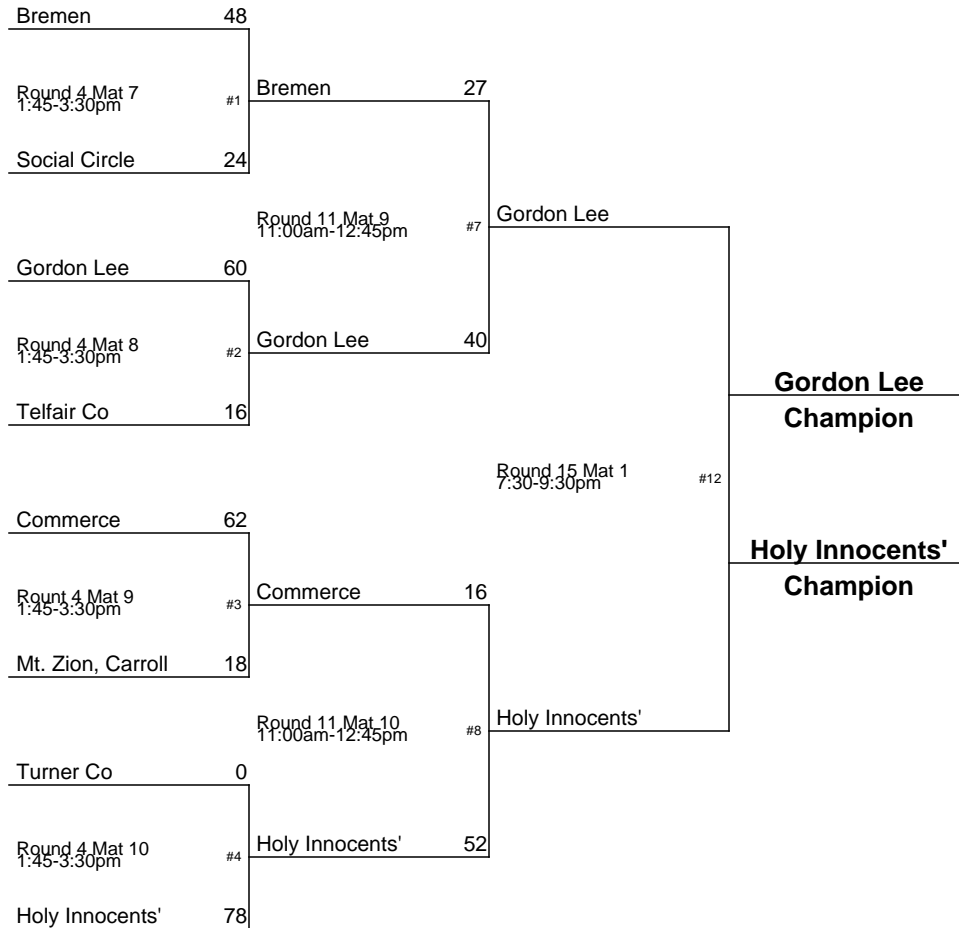 Bremen 48
Round 4 Mat 7
1:45-3:30pm
#1
Bremen 27
Social Circle 24
Round 11 Mat 9
11:00am-12:45pm
#7
Gordon Lee
Gordon Lee 60
Round 4 Mat 8
1:45-3:30pm
#2
Gordon Lee 40
Telfair Co 16
Gordon Lee
Champion
Round 15 Mat 1
7:30-9:30pm
#12
Commerce 62
Rount 4 Mat 9
1:45-3:30pm
#3
Commerce 16
Holy Innocents'
Champion
Mt. Zion, Carroll 18
Round 11 Mat 10
11:00am-12:45pm
#8
Holy Innocents'
Turner Co 0
Round 4 Mat 10
1:45-3:30pm
#4
Holy Innocents' 52
Holy Innocents' 78